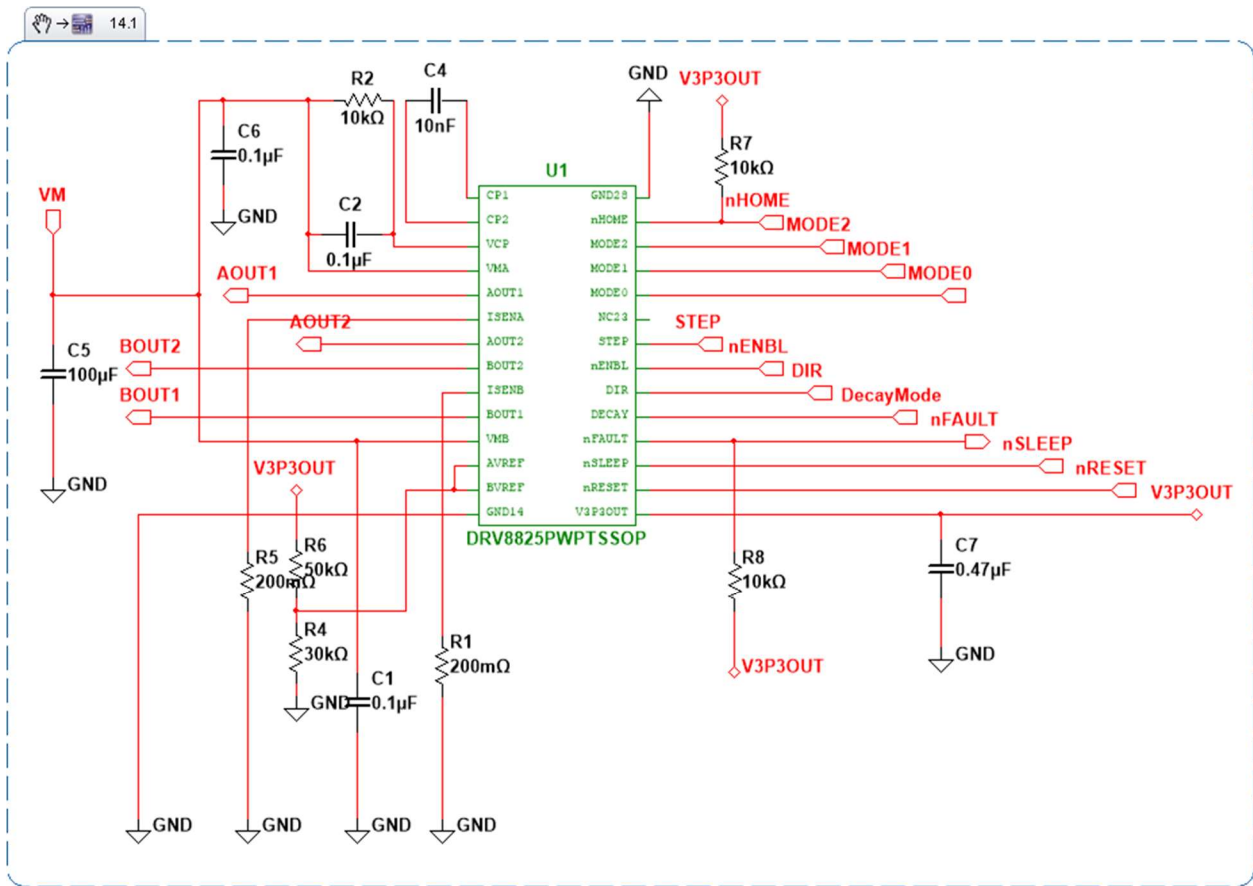 14.1
VM
C5
100µF
GND
C6
0.1µF
GND
R2
10kΩ
C2
0.1µF
C4
10nF
AOUT1
AOUT2
BOUT2
BOUT1
V3P3OUT
R6
50kΩ
R5
200mΩ
R4
30kΩ
GND
C1
0.1µF
R1
200mΩ
GND
GND
GND
GND
U1
CP1
CP2
VCP
VMA
AOUT1
ISENA
AOUT2
BOUT2
ISENB
BOUT1
VMB
AVREF
BVREF
GND14
GND28
nHOME
MODE2
MODE1
MODE0
NC23
STEP
nENBL
DIR
DECAY
nFAULT
nSLEEP
nRESET
V3P3OUT
DRV8825PWPTSSOP
GND
V3P3OUT
R7
10kΩ
nHOME
MODE2
MODE1
MODE0
STEP
nENBL
DIR
DecayMode
nFAULT
nSLEEP
nRESET
V3P3OUT
R8
10kΩ
V3P3OUT
C7
0.47µF
GND